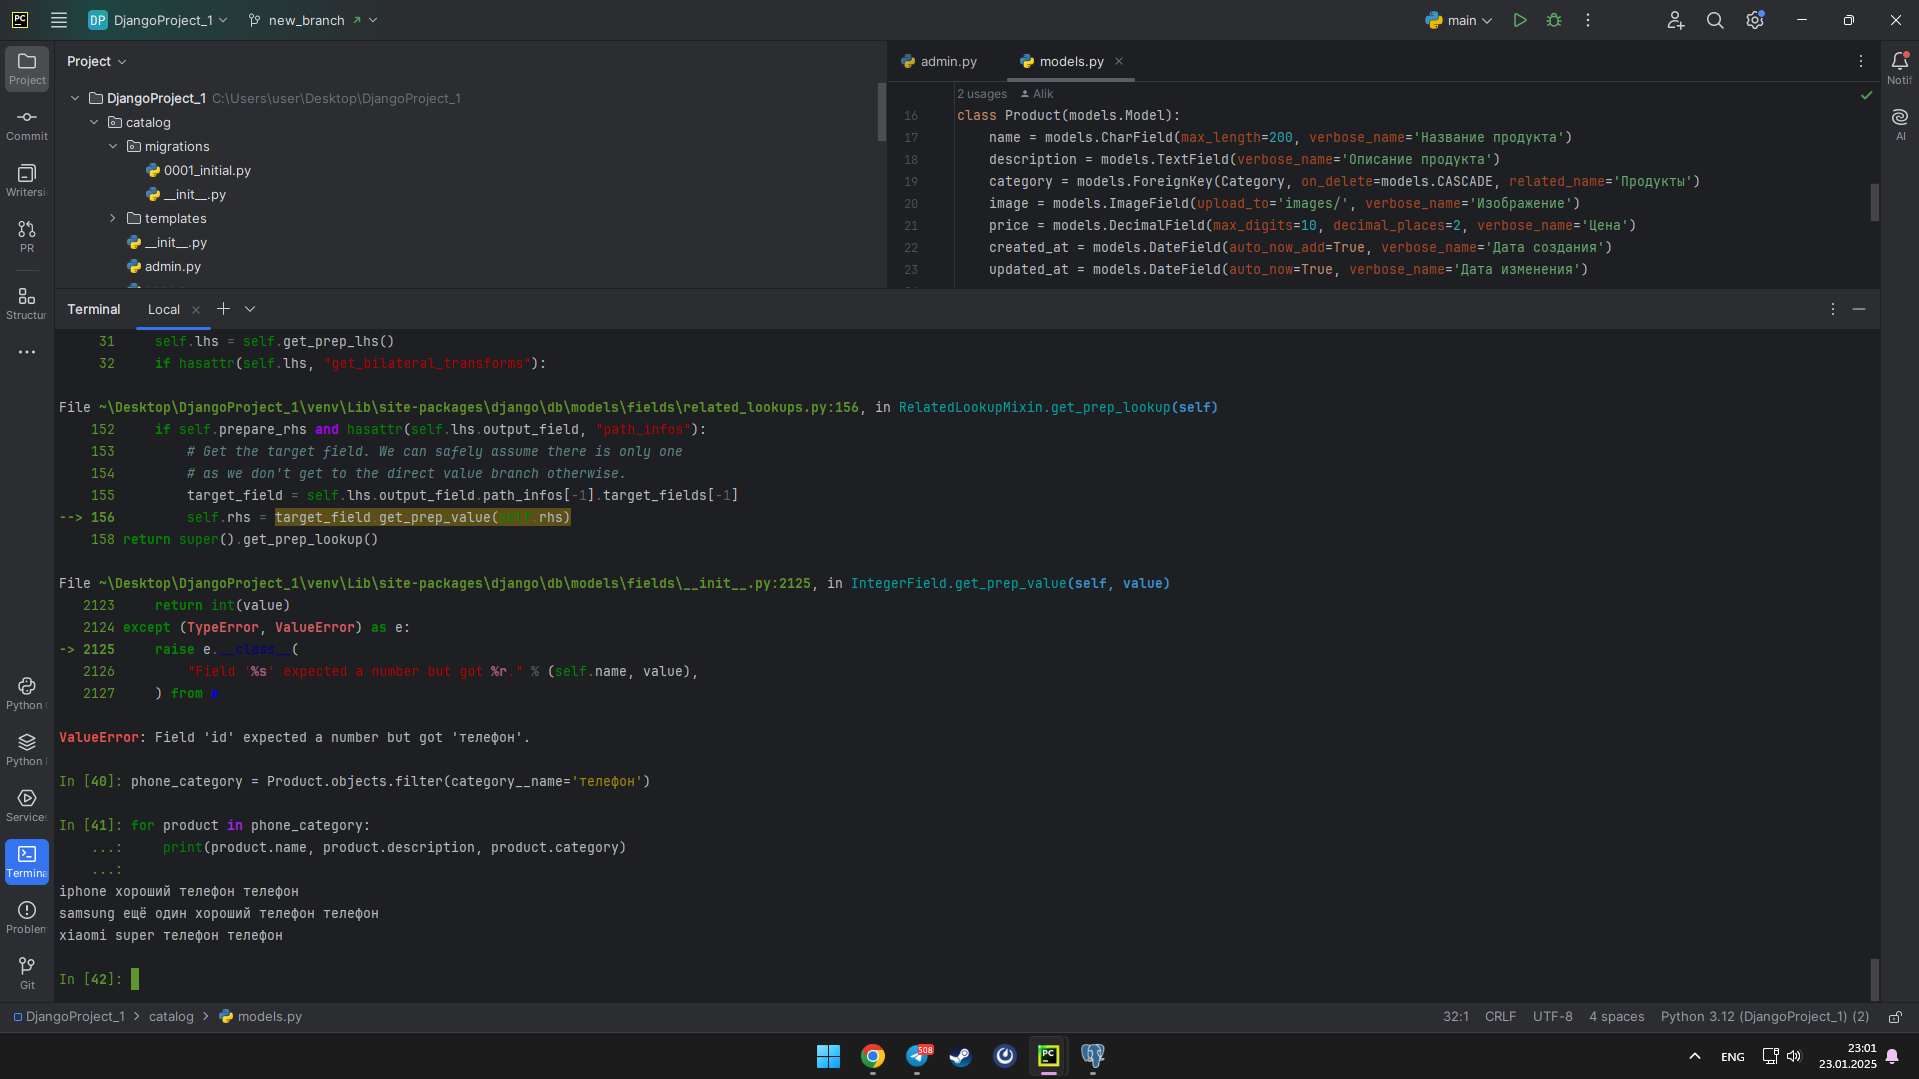 PC
DP DjangoProject_1
new_branch
main
Project
Commit
Writersi
PR
Structur
Python
Python
Service
Termina
Problem
Git
Project
DjangoProject_1 C:\Users\user\Desktop\DjangoProject_1
catalog
migrations
0001_initial.py
__init__.py
templates
__init__.py
admin.py
admin.py
models.py
2 usages Alik
16 class Product(models.Model):
17 name = models.CharField(max_length=200, verbose_name='Название продукта')
18 description = models.TextField(verbose_name='Описание продукта')
19 category = models.ForeignKey(Category, on_delete=models.CASCADE, related_name='Продукты')
20 image = models.ImageField(upload_to='images/', verbose_name='Изображение')
21 price = models.DecimalField(max_digits=10, decimal_places=2, verbose_name='Цена')
22 created_at = models.DateField(auto_now_add=True, verbose_name='Дата создания')
23 updated_at = models.DateField(auto_now=True, verbose_name='Дата изменения')
Notif
AI
Terminal Local
31 self.lhs = self.get_prep_lhs()
32 if hasattr(self.lhs, "get_bilateral_transforms"):
File ~\Desktop\DjangoProject_1\venv\Lib\site-packages\django\db\models\fields\related_lookups.py:156, in RelatedLookupMixin.get_prep_lookup(self)
152 if self.prepare_rhs and hasattr(self.lhs.output_field, "path_infos"):
153 # Get the target field. We can safely assume there is only one
154 # as we don't get to the direct value branch otherwise.
155 target_field = self.lhs.output_field.path_infos[-1].target_fields[-1]
--> 156 self.rhs = target_field.get_prep_value(self.rhs)
158 return super().get_prep_lookup()
File ~\Desktop\DjangoProject_1\venv\Lib\site-packages\django\db\models\fields\__init__.py:2125, in IntegerField.get_prep_value(self, value)
2123 return int(value)
2124 except (TypeError, ValueError) as e:
-> 2125 raise e.__class__(
2126 "Field '%s' expected a number but got %r." % (self.name, value),
2127 ) from e
ValueError: Field 'id' expected a number but got 'телефон'.
In [40]: phone_category = Product.objects.filter(category__name='телефон')
In [41]: for product in phone_category:
...: print(product.name, product.description, product.category)
...:
iphone хороший телефон телефон
samsung ещё один хороший телефон телефон
xiaomi super телефон телефон
In [42]:
DjangoProject_1 > catalog > models.py
32:1 CRLF UTF-8 4 spaces Python 3.12 (DjangoProject_1) (2)
508
PC
ENG
23:01
23.01.2025